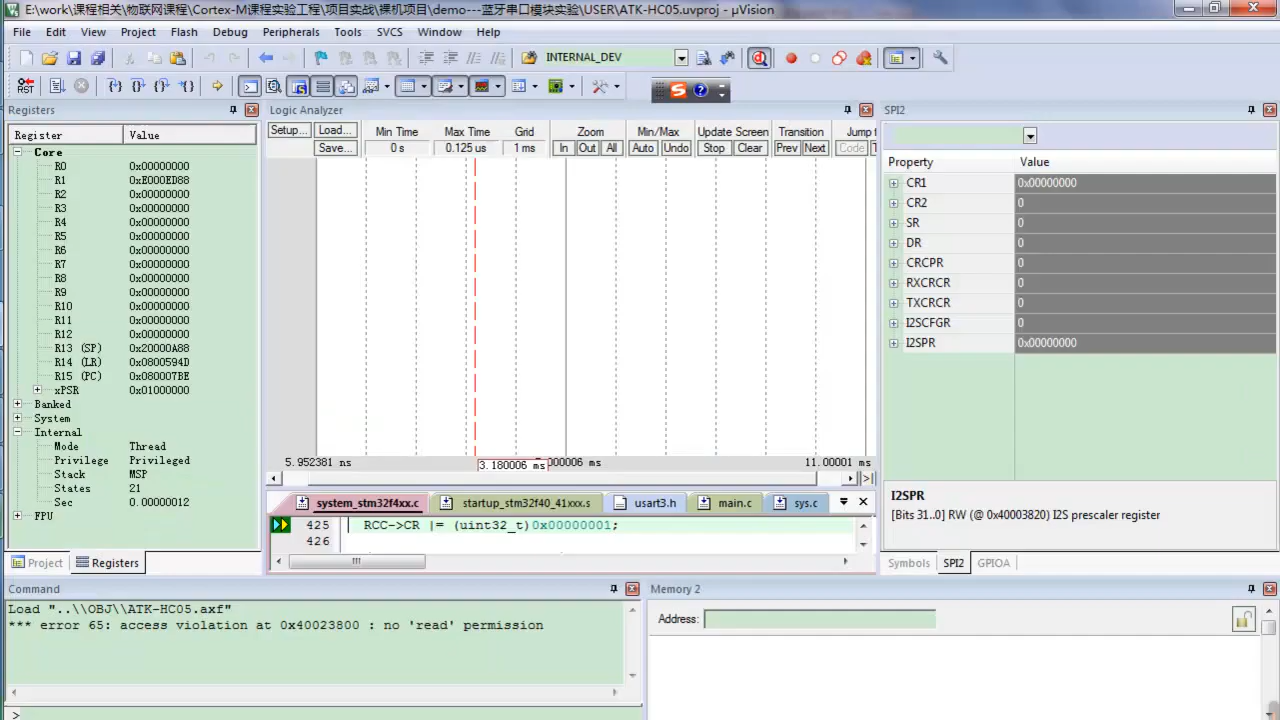 E:\work\课程相关\物联网课程\Cortex-M课程实验工程\项目实战\裸机项目\demo---蓝牙串口模块实验\USER\ATK-HC05.uvproj - µVision
File Edit View Project Flash Debug Peripherals Tools SVCS Window Help
INTERNAL_DEV
RST
Registers
Register Value
Core
R0 0x00000000
R1 0xE000ED88
R2 0x00000000
R3 0x00000000
R4 0x00000000
R5 0x00000000
R6 0x00000000
R7 0x00000000
R8 0x00000000
R9 0x00000000
R10 0x00000000
R11 0x00000000
R12 0x00000000
R13 (SP) 0x20000A88
R14 (LR) 0x0800594D
R15 (PC) 0x080007BE
xPSR 0x01000000
Banked
System
Internal
Mode Thread
Privilege Privileged
Stack MSP
States 21
Sec 0.00000012
FPU
Project Registers
Logic Analyzer
Setup... Load... Min Time Max Time Grid Zoom Min/Max Update Screen Transition Jump t
Save... 0 s 0.125 us 1 ms In Out All Auto Undo Stop Clear Prev Next Code T
5.952381 ns 3.180006 ms 000006 ms 11.00001 ms
system_stm32f4xx.c startup_stm32f40_41xxx.s usart3.h main.c sys.c
425 RCC->CR |= (uint32_t)0x00000001;
426
SPI2
Property Value
CR1 0x00000000
CR2 0
SR 0
DR 0
CRCPR 0
RXCRCR 0
TXCRCR 0
I2SCFGR 0
I2SPR 0x00000000
I2SPR
[Bits 31..0] RW (@ 0x40003820) I2S prescaler register
Symbols SPI2 GPIOA
Command
Load "..\\OBJ\\ATK-HC05.axf"
*** error 65: access violation at 0x40023800 : no 'read' permission
>
Memory 2
Address: